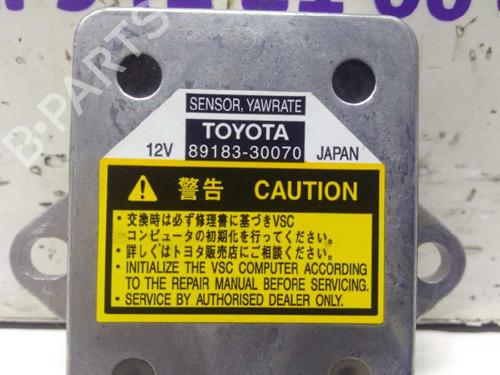 SENSOR, YAWRATE
TOYOTA
12V 89183-30070 JAPAN
警告 CAUTION
・交換時は必ず修理書に基づきVSC
コンピュータの初期化を行ってください。
・詳しくはトヨタ販売店にご相談ください。
・INITIALIZE THE VSC COMPUTER ACCORDING
TO THE REPAIR MANUAL BEFORE SERVICING.
・SERVICE BY AUTHORISED DEALER ONLY.
B-PARTS